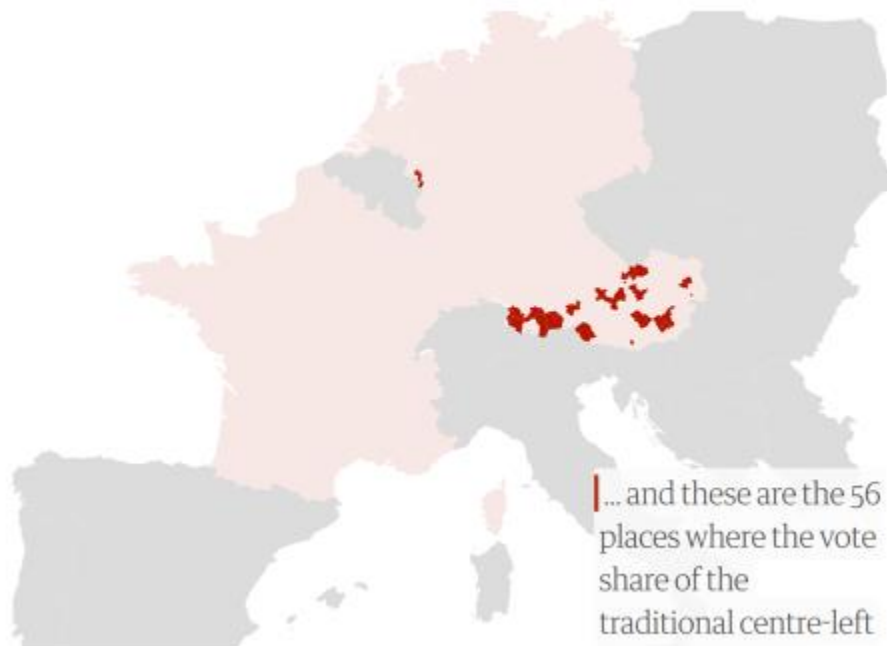 ... and these are the 56
places where the vote
share of the
traditional centre-left